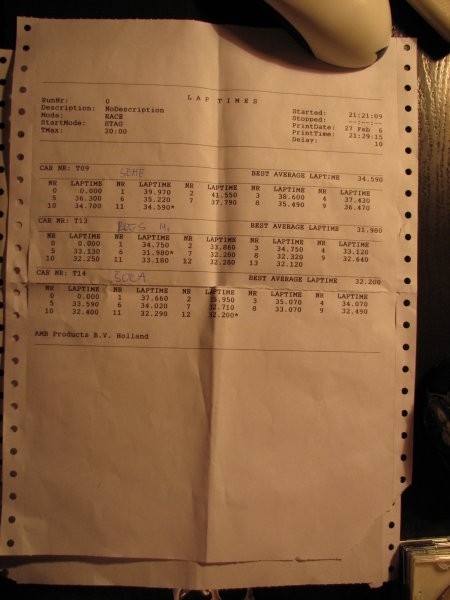 LAPTIMES
RunNr: 0 Started: 21:21:09
Description: NoDescription Stopped: --:--:--
Mode: RACE PrintDate: 27 Feb 6
StartMode: STAG PrintTime: 21:29:15
TMax: 20:00 Delay: 10
CAR NR: T09 BEST AVERAGE LAPTIME 34.590
NR LAPTIME NR LAPTIME NR LAPTIME NR LAPTIME NR LAPTIME
0 0.000 1 39.970 2 41.550 3 38.600 4 37.430
5 36.300 6 35.220 7 37.790 8 35.490 9 36.470
10 34.700 11 34.590*
CAR NR: T13 BEST AVERAGE LAPTIME 31.980
NR LAPTIME NR LAPTIME NR LAPTIME NR LAPTIME NR LAPTIME
0 0.000 1 34.750 2 33.860 3 34.750 4 33.120
5 33.130 6 31.980* 7 32.280 8 32.320 9 32.640
10 32.250 11 33.180 12 32.280 13 32.120
CAR NR: T14 SOLA BEST AVERAGE LAPTIME 32.200
NR LAPTIME NR LAPTIME NR LAPTIME NR LAPTIME NR LAPTIME
0 0.000 1 37.660 2 35.950 3 35.070 4 34.070
5 33.590 6 34.020 7 32.710 8 33.070 9 32.490
10 32.400 11 32.290 12 32.200*
AMB Products B.V. Holland